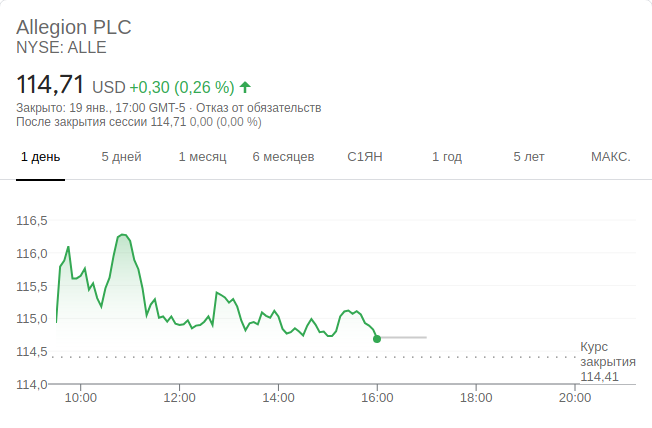 Allegion PLC
NYSE: ALLE
114,71 USD +0,30 (0,26 %)
Закрыто: 19 янв., 17:00 GMT-5 · Отказ от обязательств
После закрытия сессии 114,71 0,00 (0,00 %)
1 день 5 дней 1 месяц 6 месяцев С1ЯН 1 год 5 лет МАКС.
116,5
116,0
115,5
115,0
114,5
Курс
закрытия
114,41
114,0
10:00 12:00 14:00 16:00 18:00 20:00